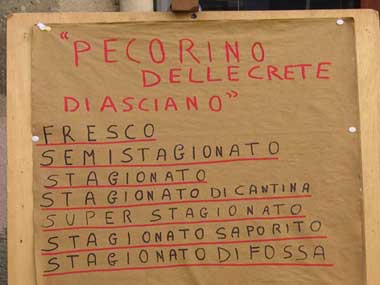 "PECORINO
DELLE CRETE
DI ASCIANO"
FRESCO
SEMISTAGIONATO
STAGIONATO
STAGIONATO DI CANTINA
SUPER STAGIONATO
STAGIONATO SAPORITO
STAGIONATO DI FOSSA